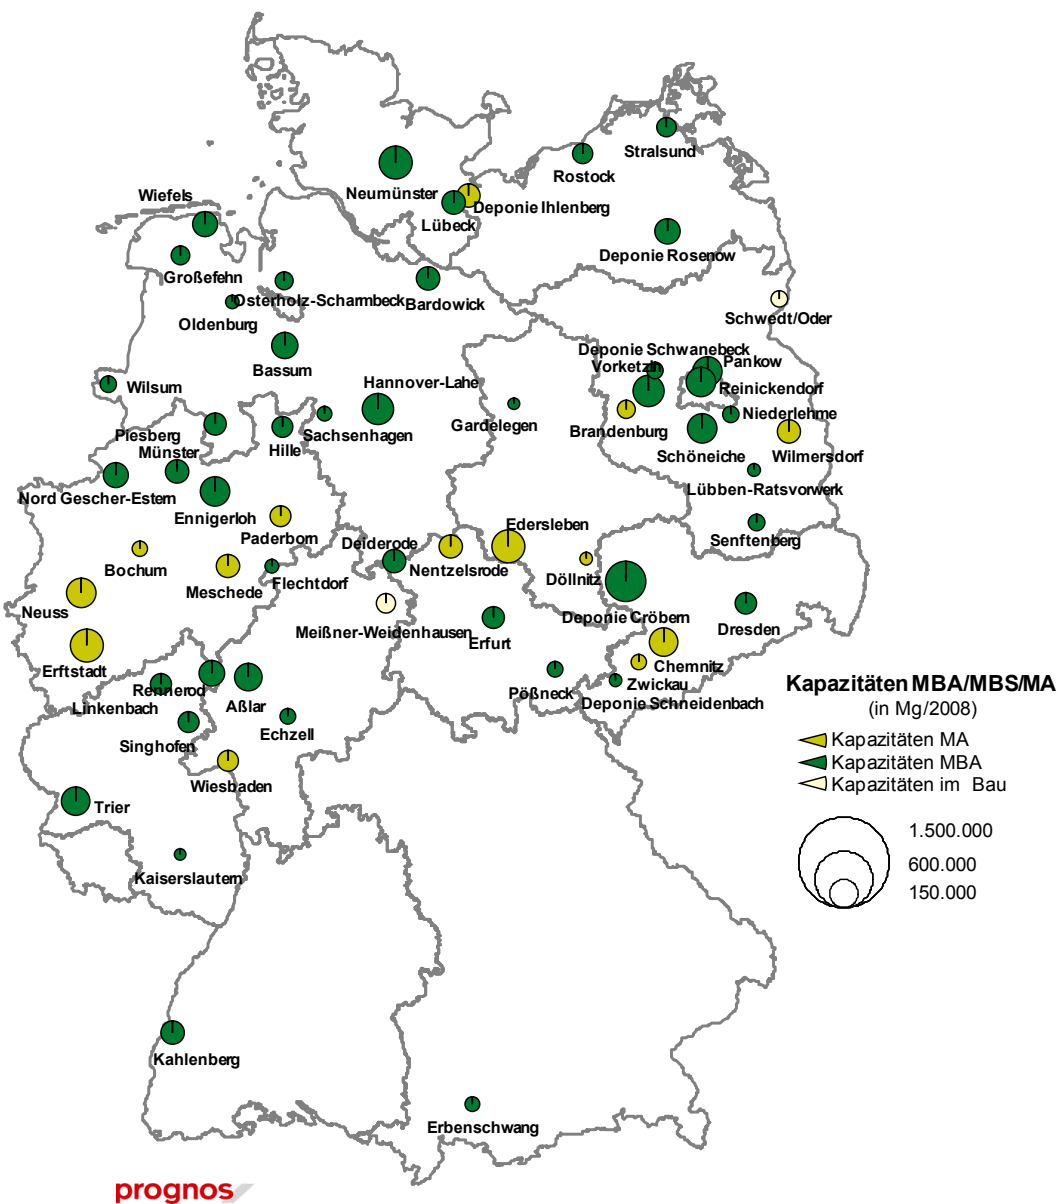 Stralsund
Rostock
Neumünster
Wiefels
Deponie Ihlenberg
Lübeck
Deponie Rosenow
Großefehn
Osterholz-Scharmbeck
Bardowick
Oldenburg
Schwedt/Oder
Deponie Schwanebeck
Pankow
Vorketzin
Bassum
Hannover-Lahe
Wilsum
Reinickendorf
Gardelegen
Niederlehme
Brandenburg
Piesberg
Sachsenhagen
Hille
Münster
Schöneiche
Wilmersdorf
Nord Gescher-Estern
Lübben-Ratsvorwerk
Ennigerloh
Edersleben
Paderborn
Deiderode
Senftenberg
Bochum
Nentzelsrode
Döllnitz
Flechtdorf
Meschede
Neuss
Deponie Cröbern
Meißner-Weidenhausen
Erfurt
Dresden
Erftstadt
Chemnitz
Rennerod
Zwickau
Pößneck
Aßlar
Deponie Schneidenbach
Linkenbach
Echzell
Singhofen
Wiesbaden
Trier
Kaiserslautern
Kahlenberg
Erbenschwang
Kapazitäten MBA/MBS/MA
(in Mg/2008)
Kapazitäten MA
Kapazitäten MBA
Kapazitäten im Bau
1.500.000
600.000
150.000
prognos